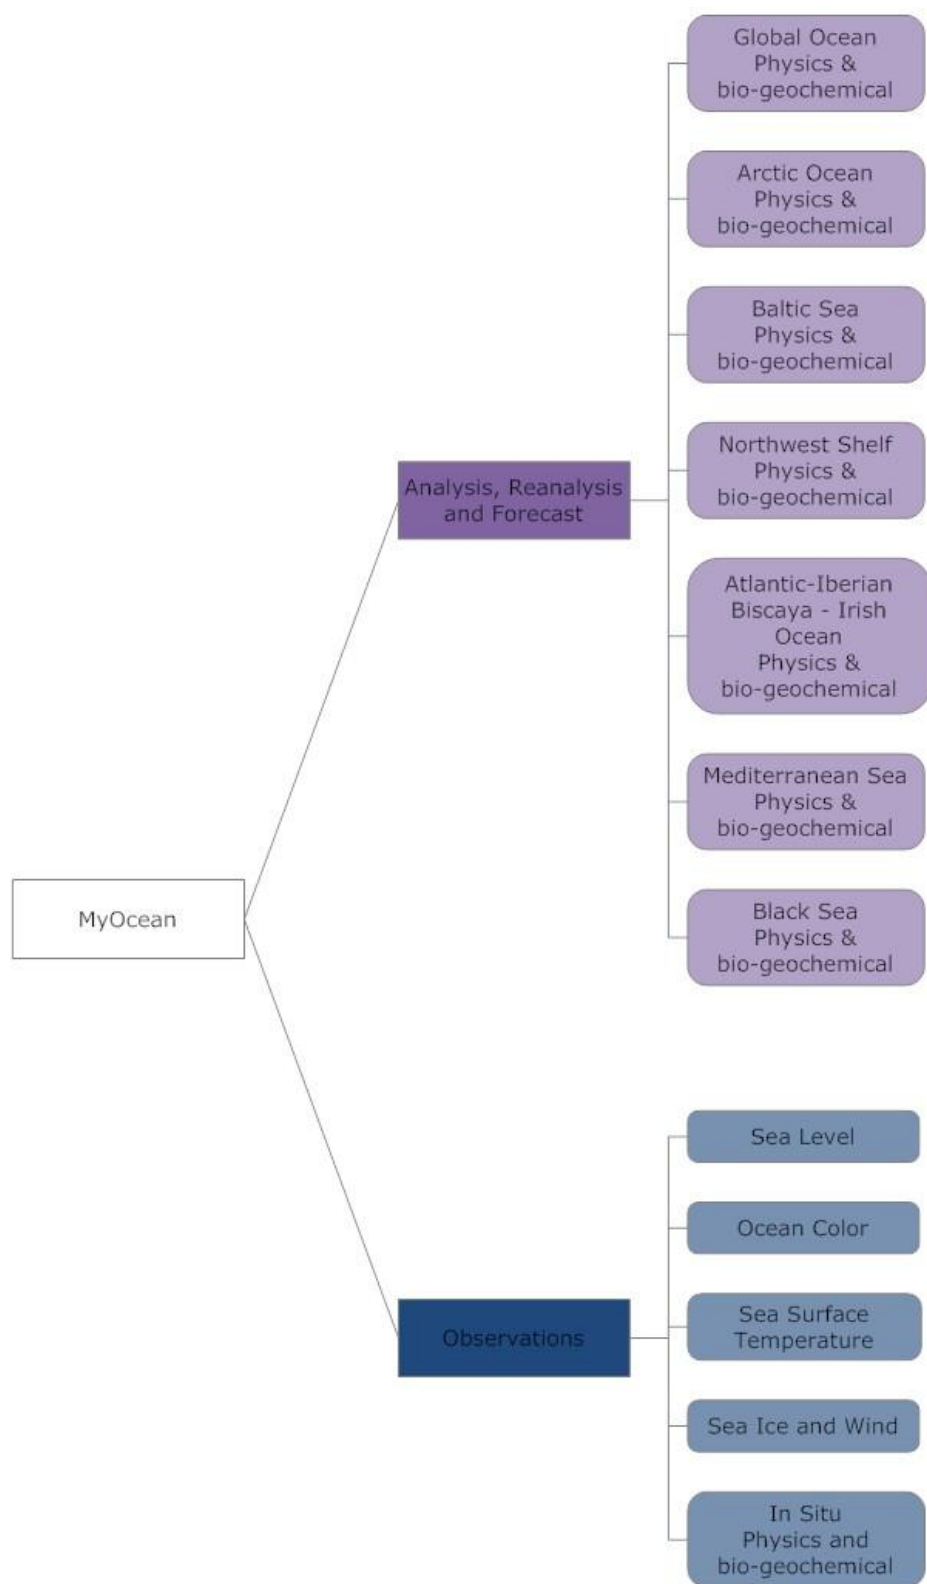 Global Ocean
Physics &
bio-geochemical
Arctic Ocean
Physics &
bio-geochemical
Baltic Sea
Physics &
bio-geochemical
Northwest Shelf
Physics &
bio-geochemical
Analysis, Reanalysis
and Forecast
Atlantic-Iberian
Biscaya - Irish
Ocean
Physics &
bio-geochemical
Mediterranean Sea
Physics &
bio-geochemical
MyOcean
Black Sea
Physics &
bio-geochemical
Sea Level
Ocean Color
Observations
Sea Surface
Temperature
Sea Ice and Wind
In Situ
Physics and
bio-geochemical